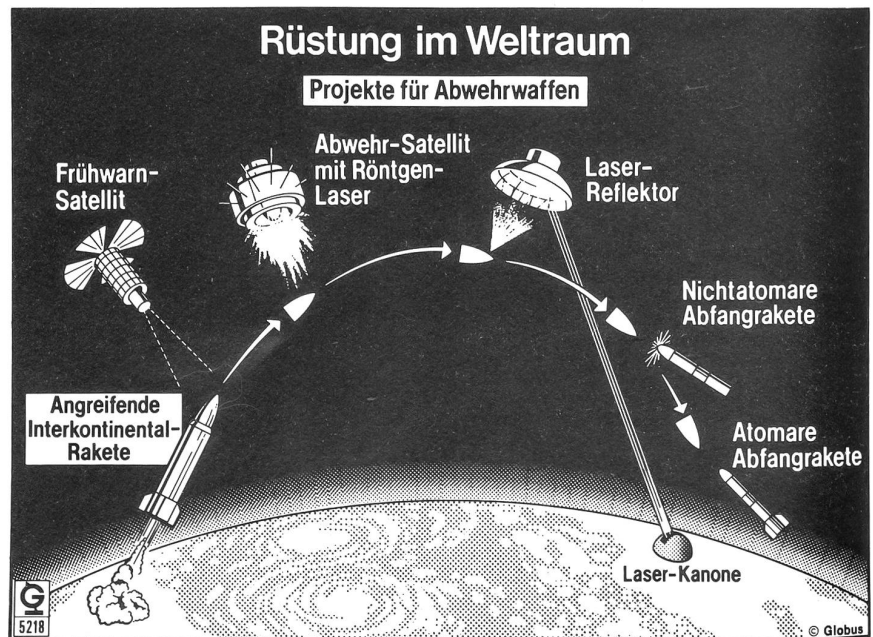 Rüstung im Weltraum
Projekte für Abwehrwaffen
Frühwarn-
Satellit
Abwehr-Satellit
mit Röntgen-
Laser
Laser-
Reflektor
Nichtatomare
Abfangrakete
Angreifende
Interkontinental-
Rakete
Atomare
Abfangrakete
Laser-Kanone
G
5218
© Globus